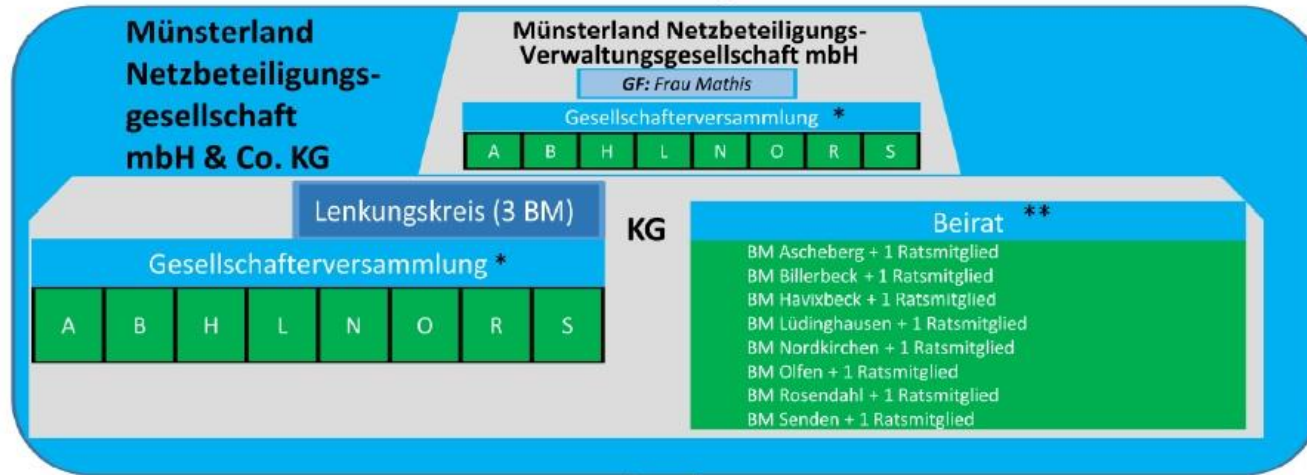 Münsterland
Netzbeteiligungs-
gesellschaft
mbH & Co. KG
Münsterland Netzbeteiligungs-
Verwaltungsgesellschaft mbH
GF: Frau Mathis
Gesellschafterversammlung *
A B H L N O R S
Lenkungskreis (3 BM)
Gesellschafterversammlung *
A B H L N O R S
KG
Beirat **
BM Ascheberg + 1 Ratsmitglied
BM Billerbeck + 1 Ratsmitglied
BM Havixbeck + 1 Ratsmitglied
BM Lüdinghausen + 1 Ratsmitglied
BM Nordkirchen + 1 Ratsmitglied
BM Olfen + 1 Ratsmitglied
BM Rosendahl + 1 Ratsmitglied
BM Senden + 1 Ratsmitglied